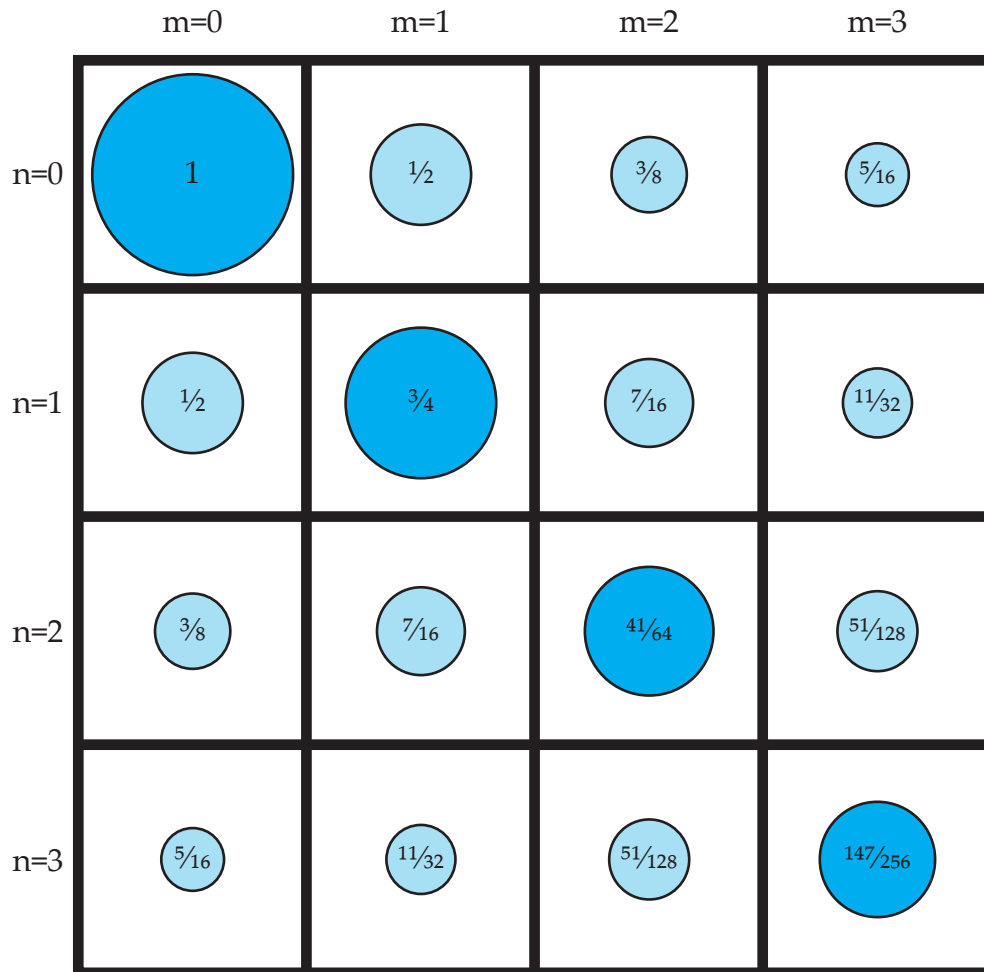 m=0 m=1 m=2 m=3
n=0 1 1/2 3/8 5/16
n=1 1/2 3/4 7/16 11/32
n=2 3/8 7/16 41/64 51/128
n=3 5/16 11/32 51/128 147/256